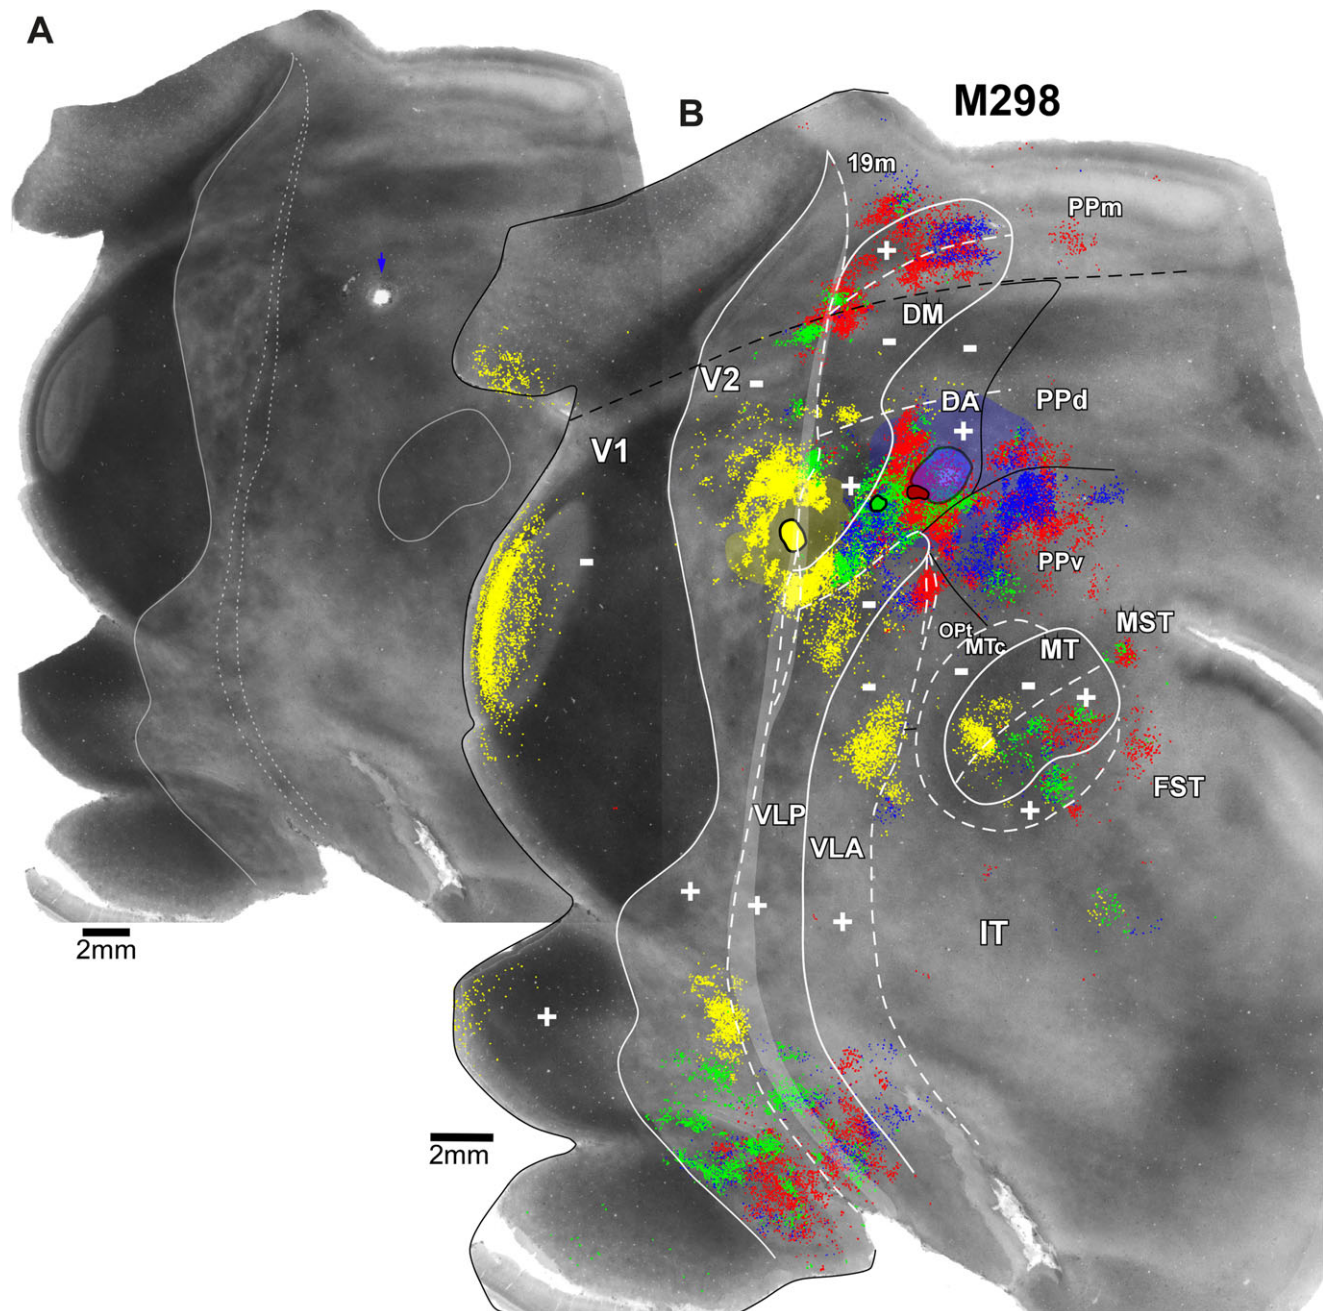 A
B
M298
19m
PPm
DM
V2
DA
PPd
V1
PPv
OPt
MTc
MT
MST
FST
VLP
VLA
IT
2mm
2mm
+
-
-
-
+
+
-
-
-
-
-
+
+
+
+
+
+